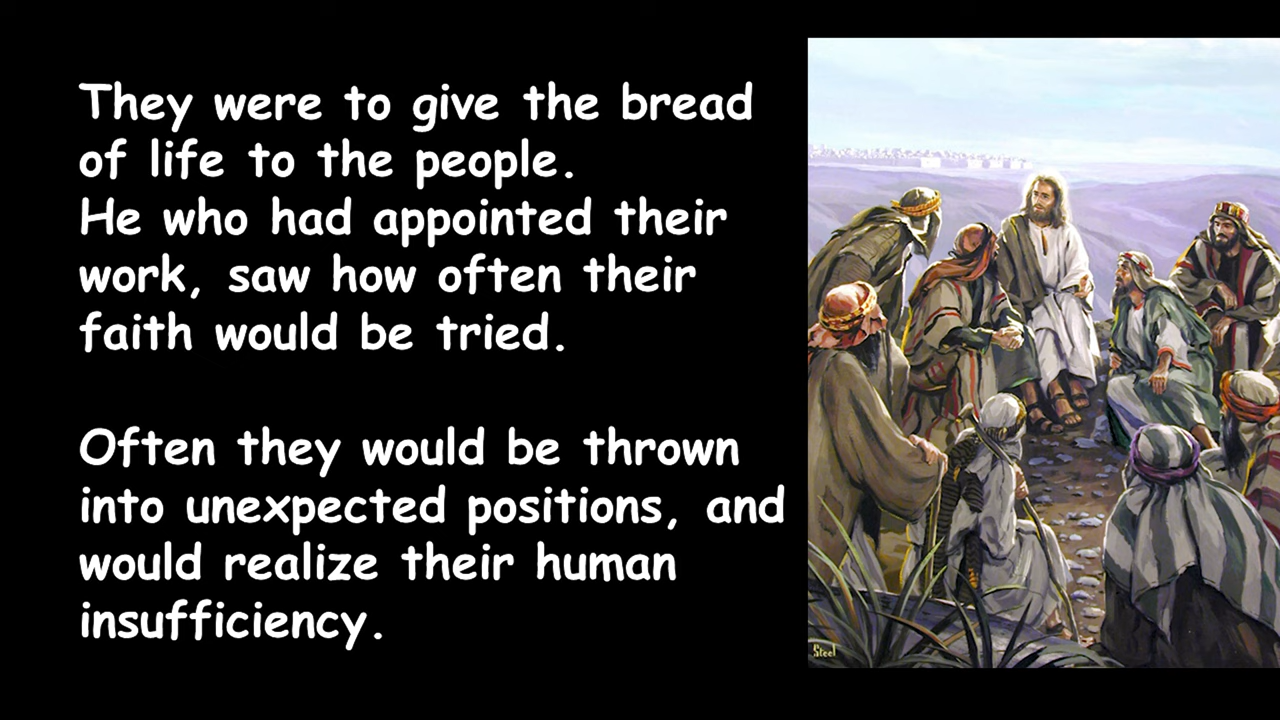 They were to give the bread
of life to the people.
He who had appointed their
work, saw how often their
faith would be tried.
Often they would be thrown
into unexpected positions, and
would realize their human
insufficiency.
Steel